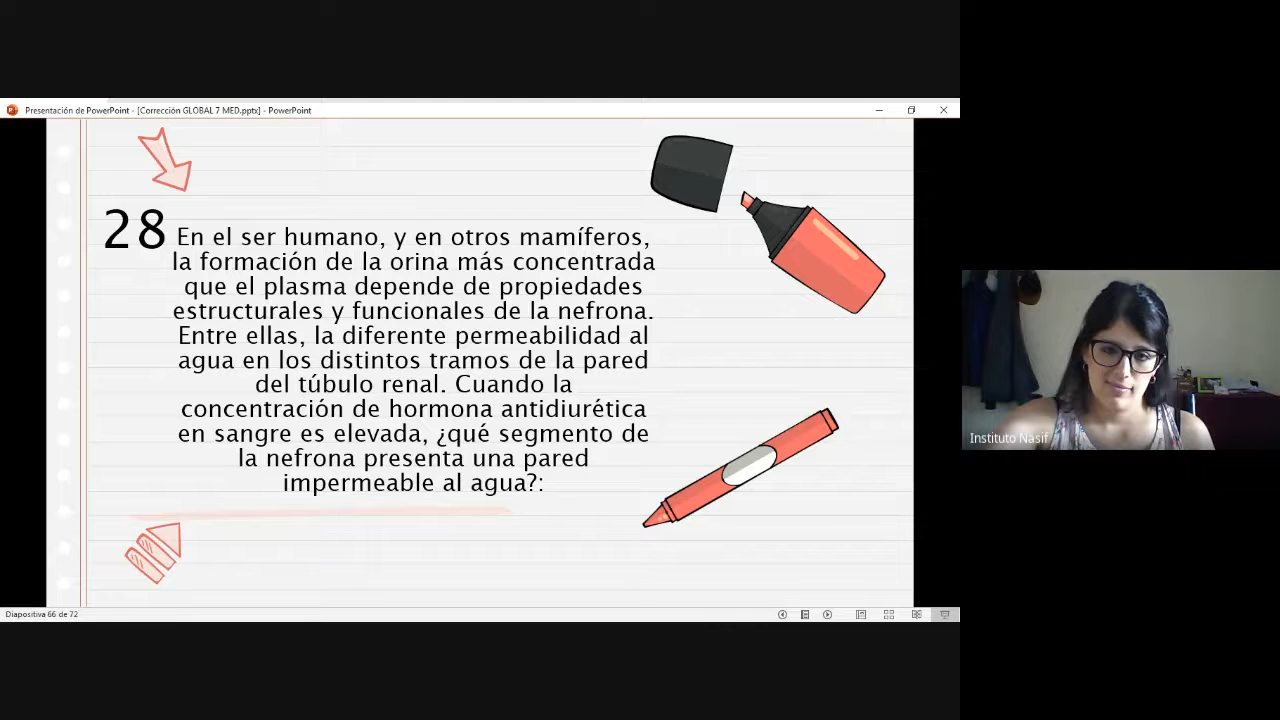 Presentación de PowerPoint - [Corrección GLOBAL 7 MED.pptx] - PowerPoint
28
En el ser humano, y en otros mamíferos,
la formación de la orina más concentrada
que el plasma depende de propiedades
estructurales y funcionales de la nefrona.
Entre ellas, la diferente permeabilidad al
agua en los distintos tramos de la pared
del túbulo renal. Cuando la
concentración de hormona antidiurética
en sangre es elevada, ¿qué segmento de
la nefrona presenta una pared
impermeable al agua?:
Instituto Nasif
Diapositiva 66 de 72